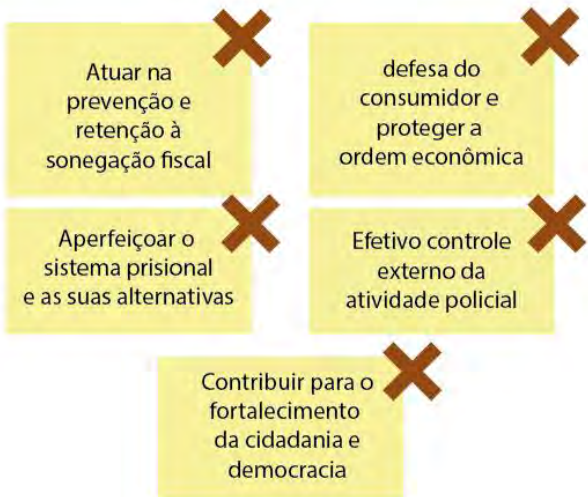 Atuar na
prevenção e
retenção à
sonegação fiscal
defesa do
consumidor e
proteger a
ordem econômica
Aperfeiçoar o
sistema prisional
e as suas alternativas
Efetivo controle
externo da
atividade policial
Contribuir para o
fortalecimento
da cidadania e
democracia